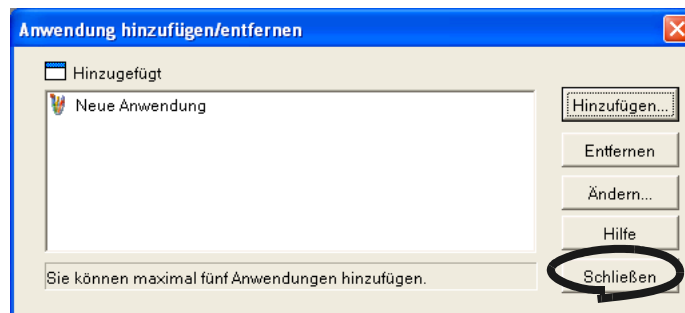 Anwendung hinzufügen/entfernen
Hinzugefügt
Neue Anwendung
Hinzufügen...
Entfernen
Ändern...
Hilfe
Sie können maximal fünf Anwendungen hinzufügen.
Schließen